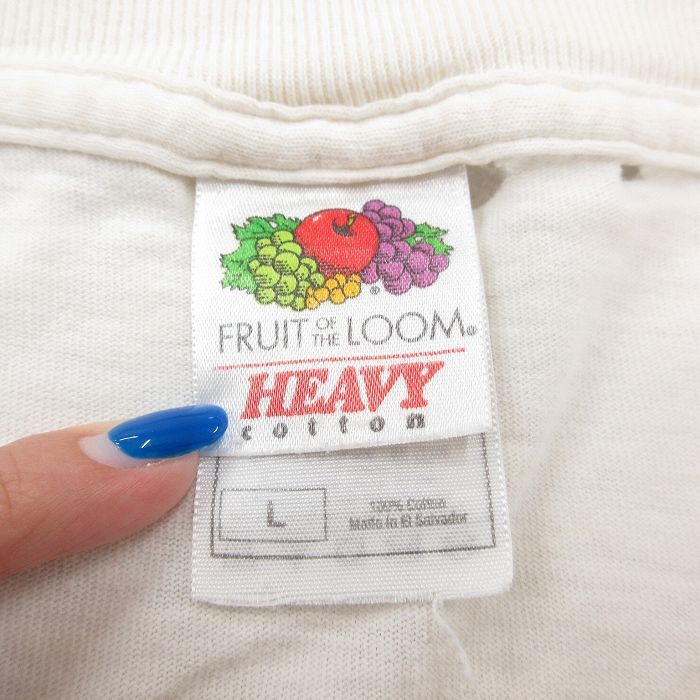 FRUIT OF THE LOOM®
HEAVY
cotton
L
100% Cotton
Made in El Salvador